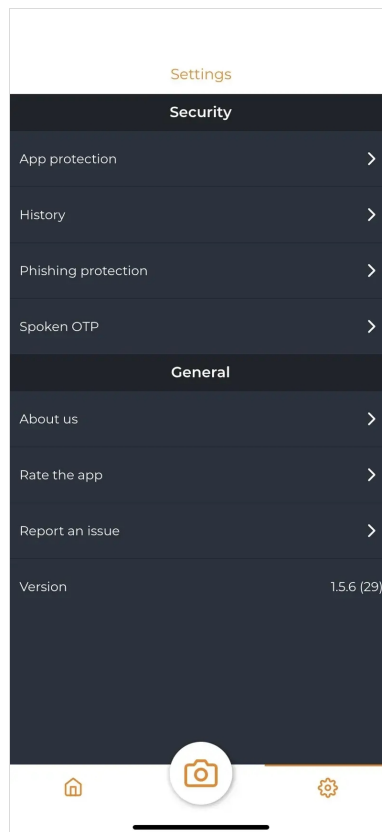 Settings
Security
App protection
History
Phishing protection
Spoken OTP
General
About us
Rate the app
Report an issue
Version 1.5.6 (29)